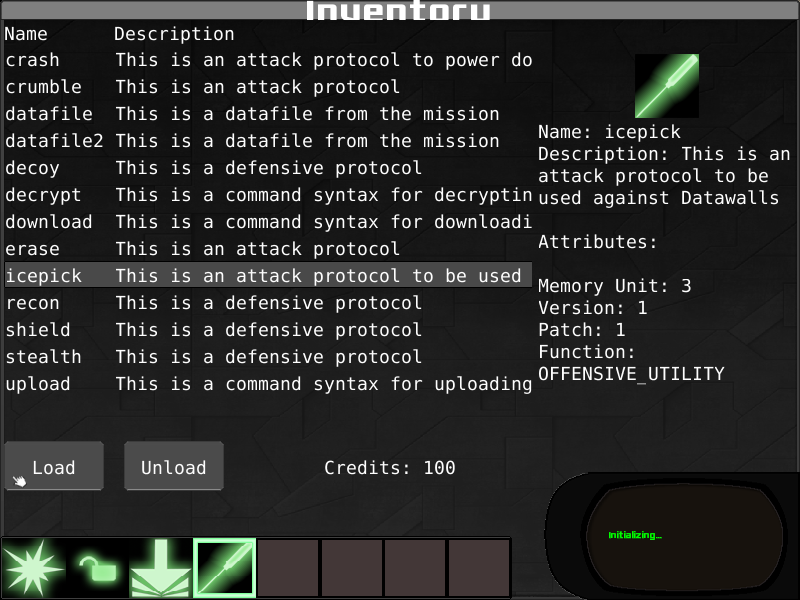 Inventory
Name Description
crash This is an attack protocol to power do
crumble This is an attack protocol
datafile This is a datafile from the mission
datafile2 This is a datafile from the mission
decoy This is a defensive protocol
decrypt This is a command syntax for decryptin
download This is a command syntax for downloadi
erase This is an attack protocol
icepick This is an attack protocol to be used
recon This is a defensive protocol
shield This is a defensive protocol
stealth This is a defensive protocol
upload This is a command syntax for uploading
Name: icepick
Description: This is an
attack protocol to be
used against Datawalls
Attributes:
Memory Unit: 3
Version: 1
Patch: 1
Function:
OFFENSIVE_UTILITY
Load
Unload
Credits: 100
Initializing...